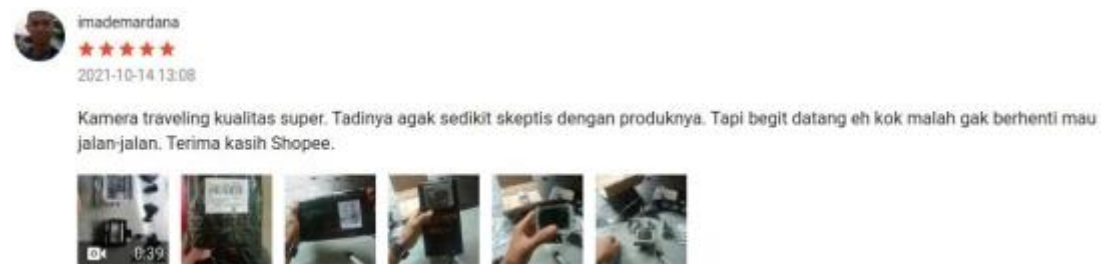 imademardana
2021-10-14 13:08
Kamera traveling kualitas super. Tadinya agak sedikit skeptis dengan produknya. Tapi begit datang eh kok malah gak berhenti mau
jalan-jalan. Terima kasih Shopee.
0:39